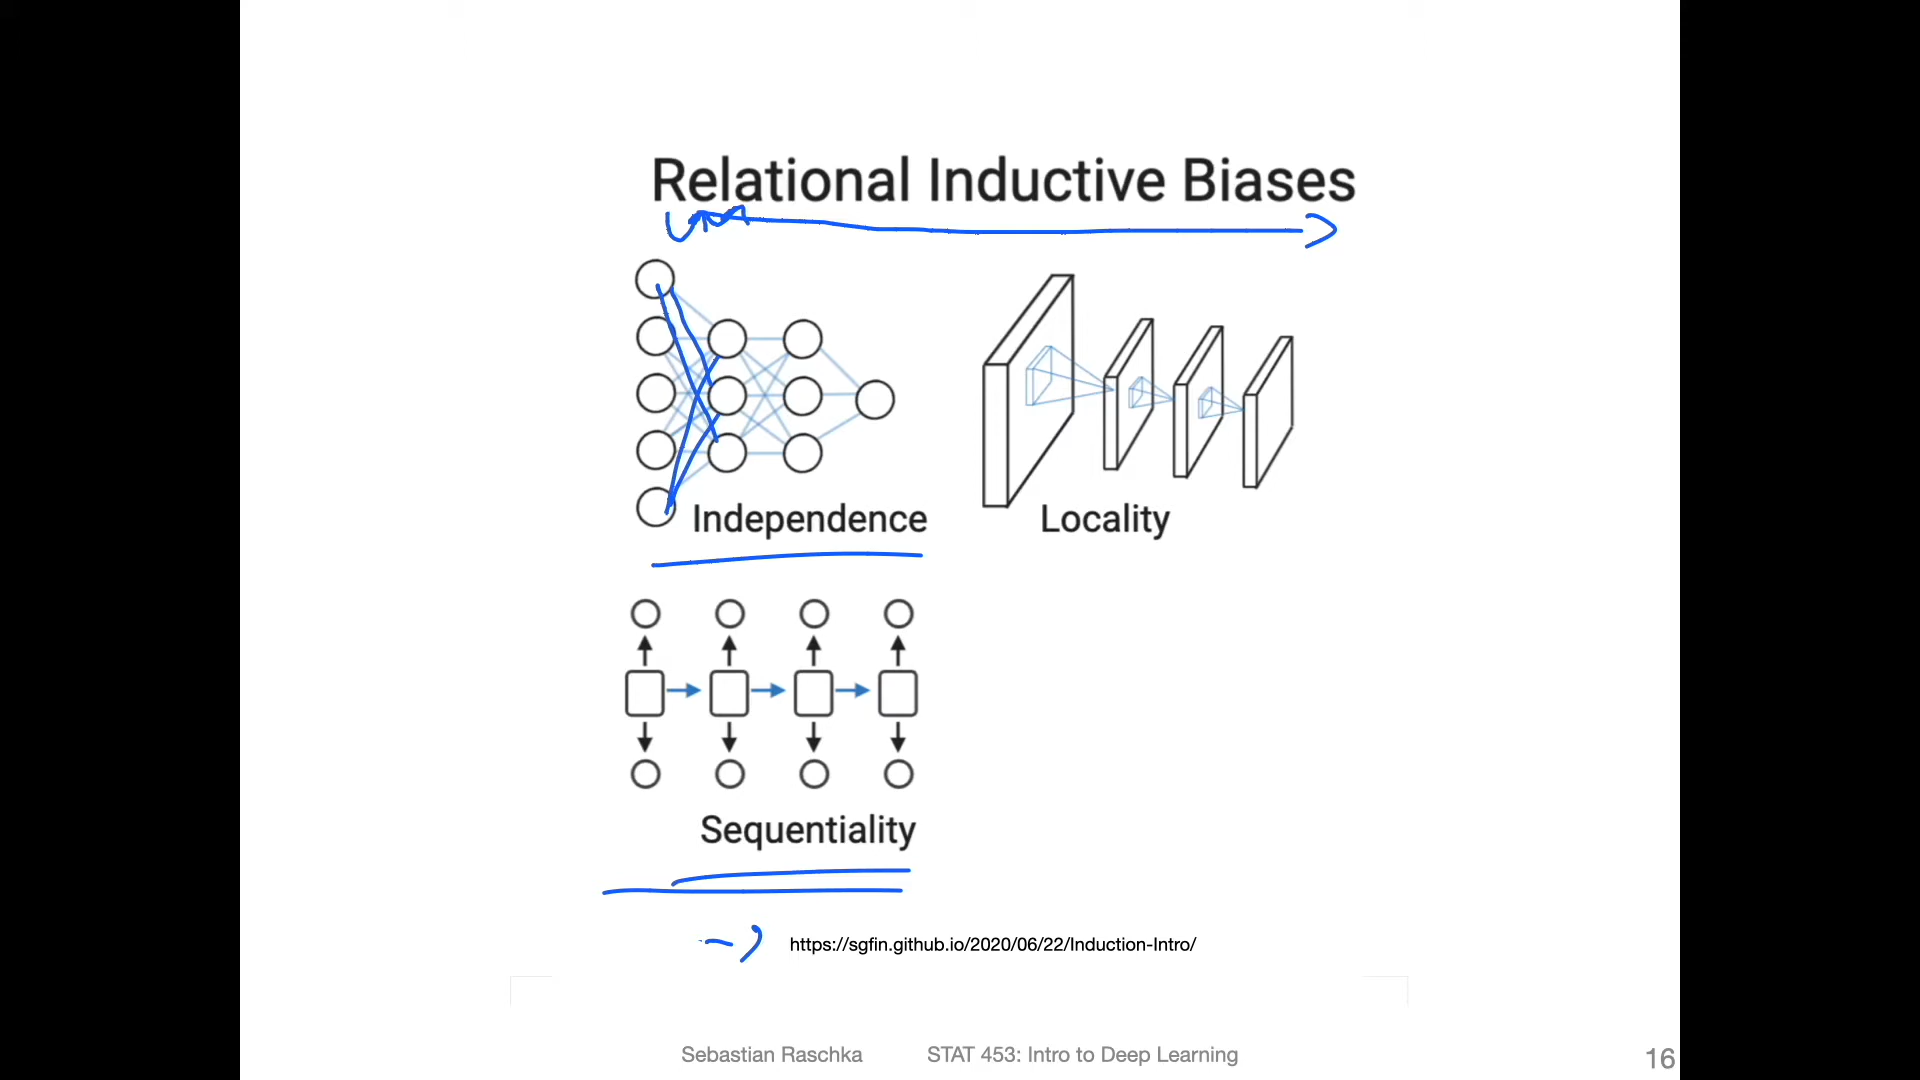 Relational Inductive Biases
Independence
Locality
Sequentiality
https://sgfin.github.io/2020/06/22/Induction-Intro/
Sebastian Raschka
STAT 453: Intro to Deep Learning
16